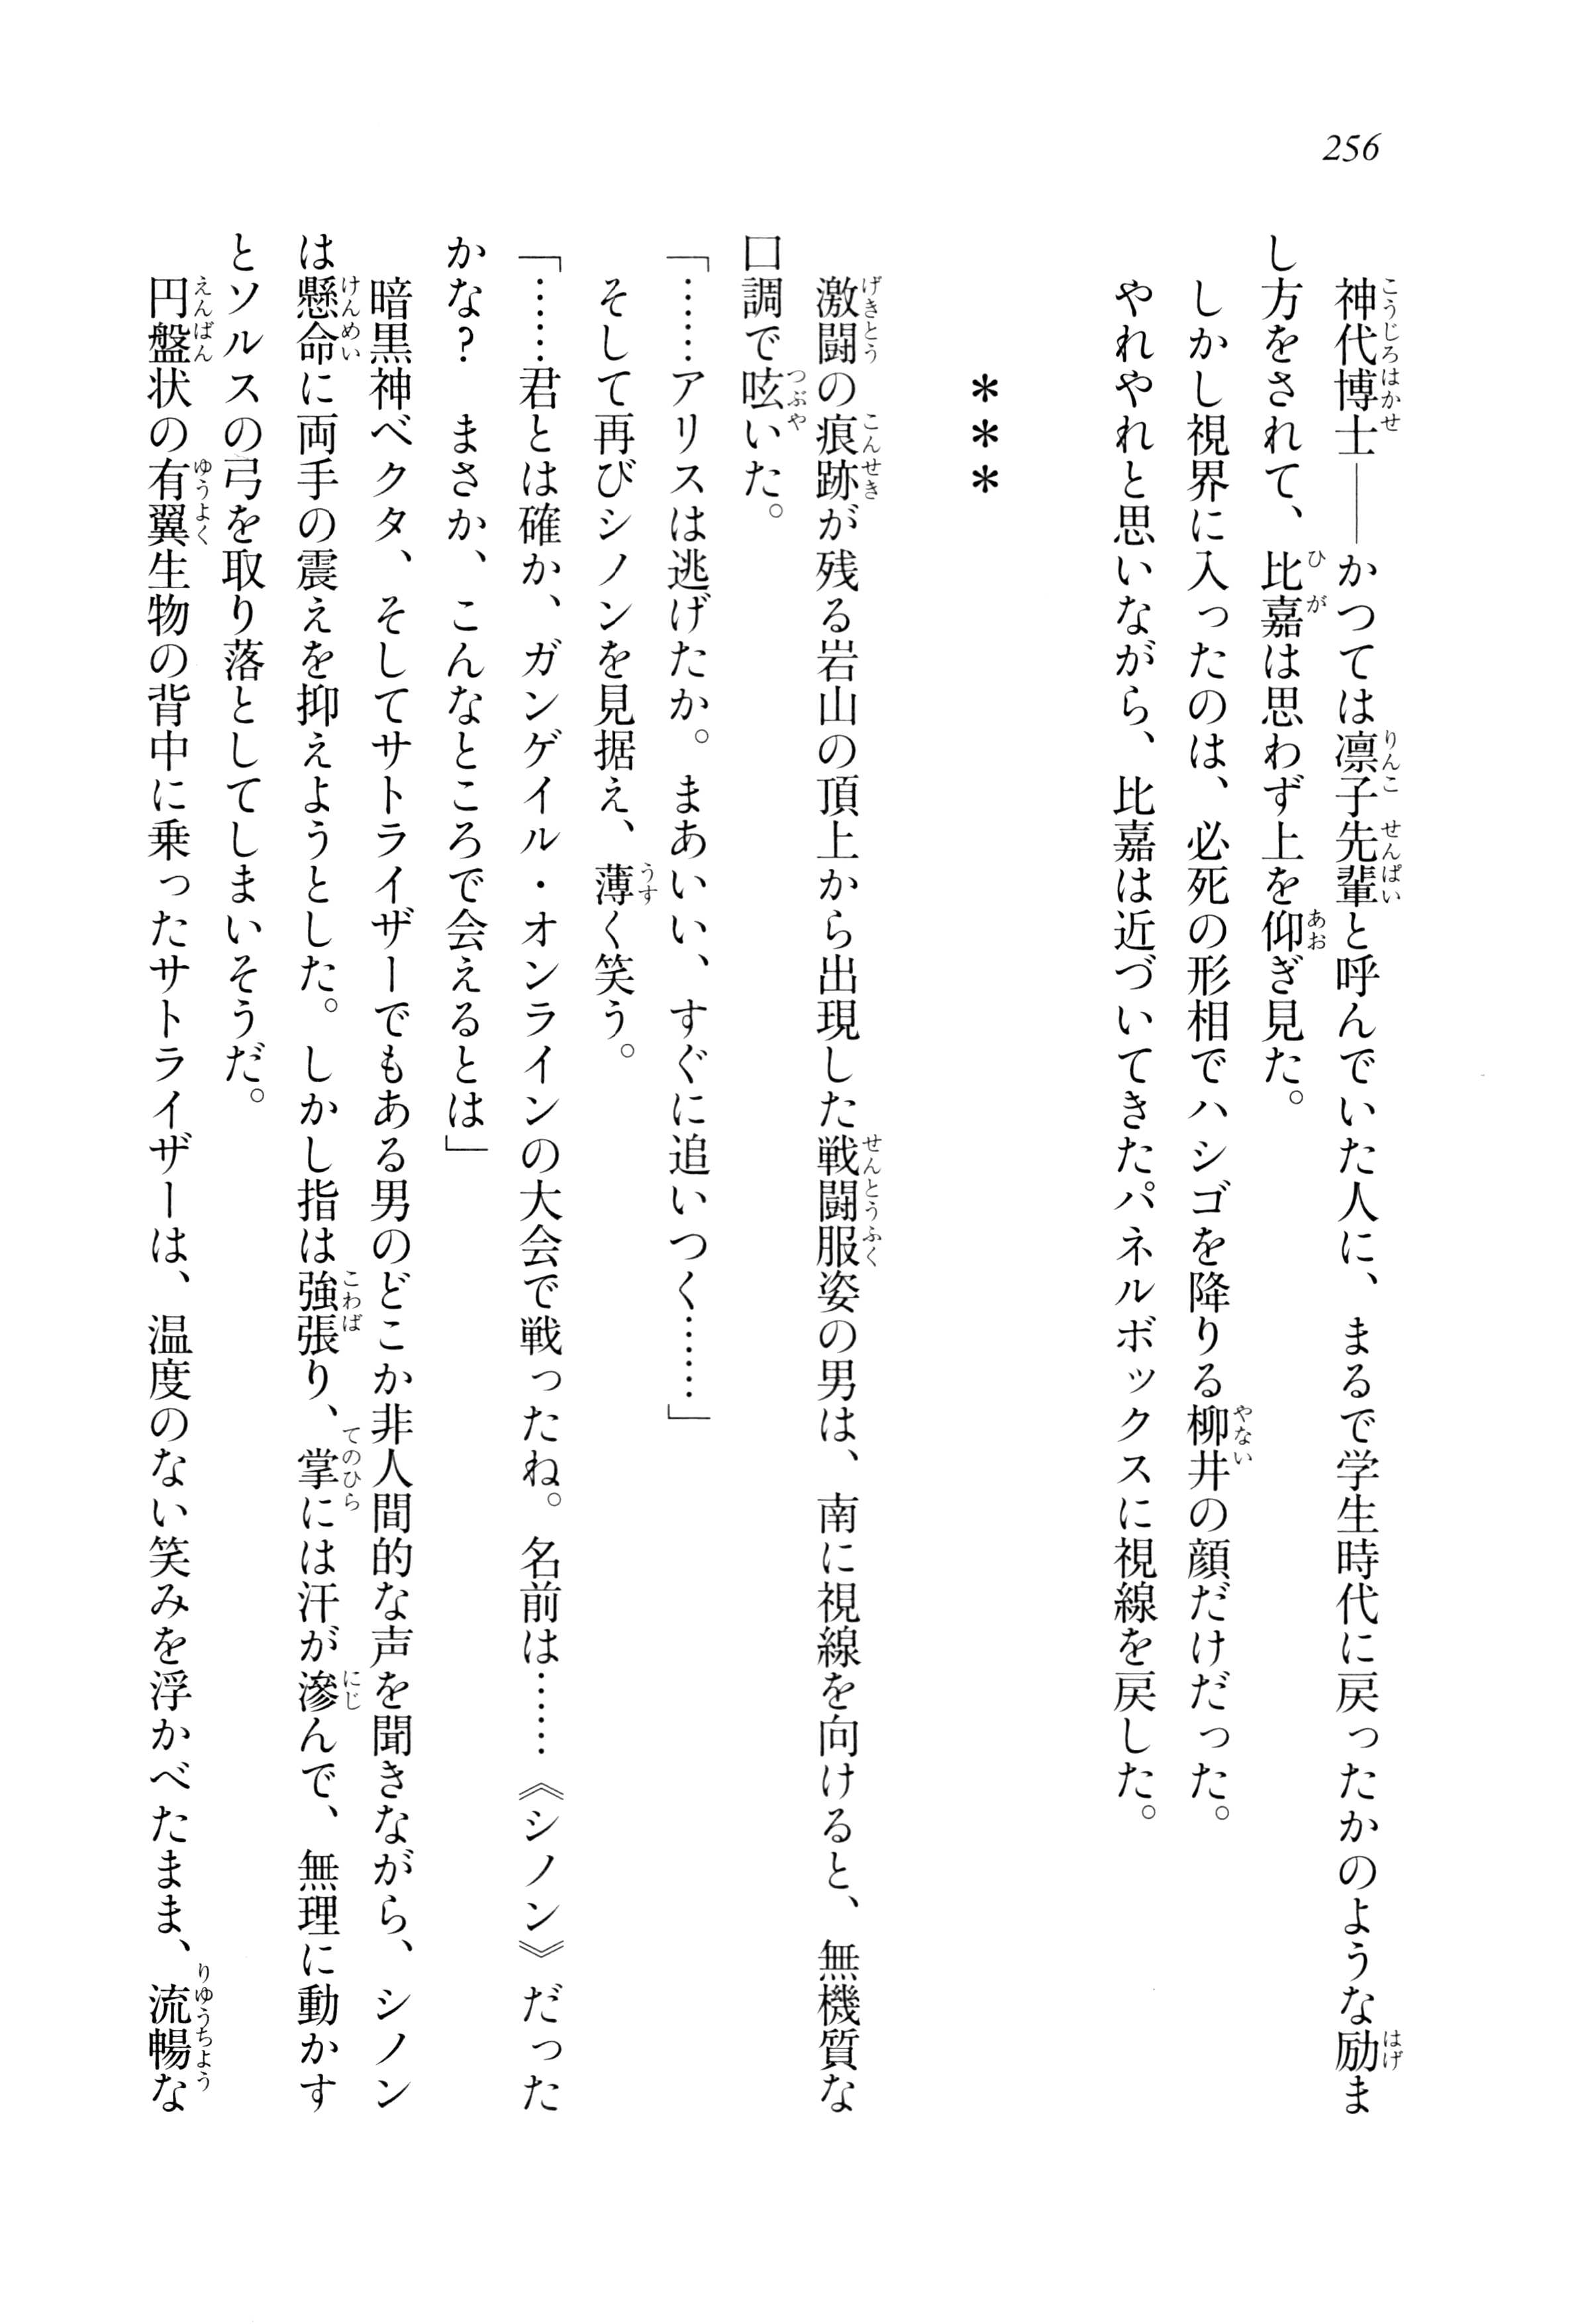 256
　神代博士――かつては凛子先輩と呼んでいた人に、まるで学生時代に戻ったかのような励ま
し方をされて、比嘉は思わず上を仰ぎ見た。
　しかし視界に入ったのは、必死の形相でハシゴを降りる柳井の顔だけだった。
　やれやれと思いながら、比嘉は近づいてきたパネルボックスに視線を戻した。
＊＊＊
　激闘の痕跡が残る岩山の頂上から出現した戦闘服姿の男は、南に視線を向けると、無機質な
口調で呟いた。
「……アリスは逃げたか。まあいい、すぐに追いつく……」
　そして再びシノンを見据え、薄く笑う。
「……君とは確か、ガンゲイル・オンラインの大会で戦ったね。名前は……《シノン》だった
かな？　まさか、こんなところで会えるとは」
　暗黒神ベクタ、そしてサトライザーでもある男のどこか非人間的な声を聞きながら、シノン
は懸命に両手の震えを抑えようとした。しかし指は強張り、掌には汗が滲んで、無理に動かす
とソルスの弓を取り落としてしまいそうだ。
　円盤状の有翼生物の背中に乗ったサトライザーは、温度のない笑みを浮かべたまま、流暢な